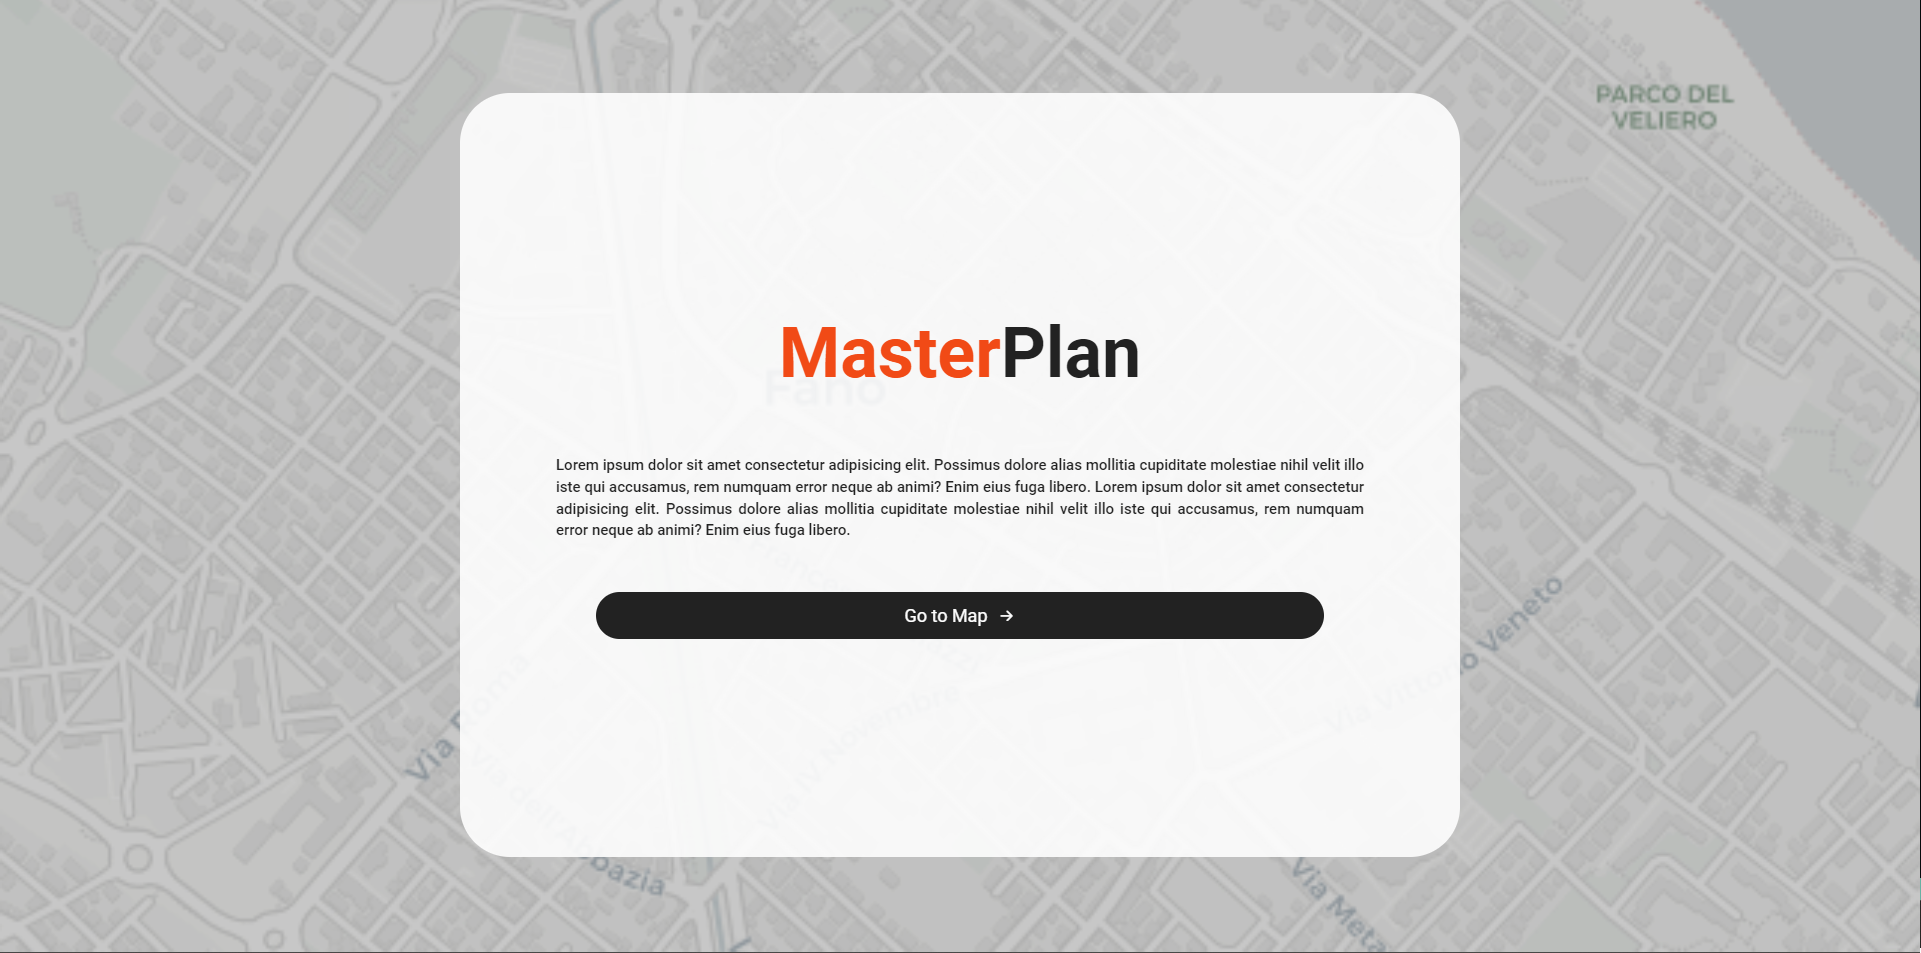 PARCO DEL
VELIERO
MasterPlan
Fano
Lorem ipsum dolor sit amet consectetur adipisicing elit. Possimus dolore alias mollitia cupiditate molestiae nihil velit illo
iste qui accusamus, rem numquam error neque ab animi? Enim eius fuga libero. Lorem ipsum dolor sit amet consectetur
adipisicing elit. Possimus dolore alias mollitia cupiditate molestiae nihil velit illo iste qui accusamus, rem numquam
error neque ab animi? Enim eius fuga libero.
Go to Map →
Via Roma
Via IV Novembre
Via Vittorio Veneto
Via dell'Abbazia
Via Meta